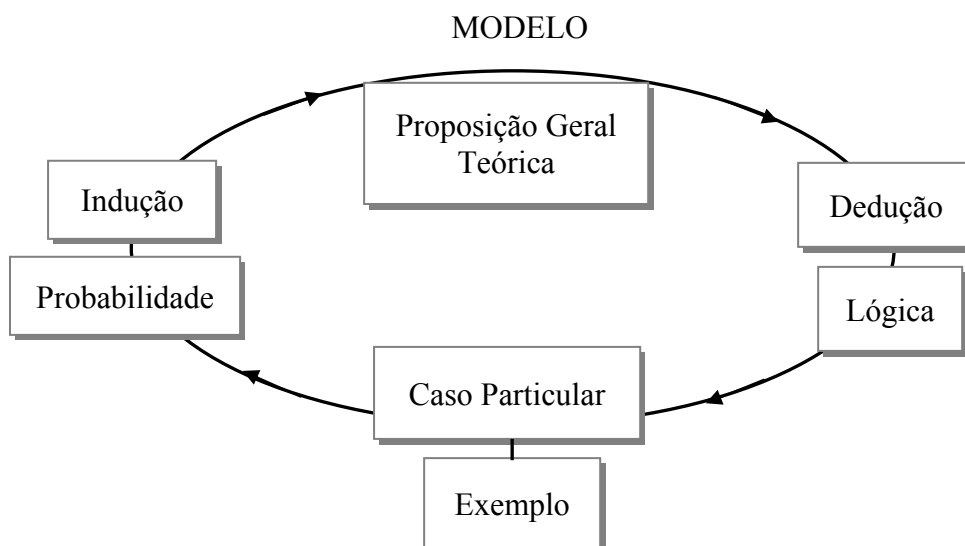 MODELO
Proposição Geral
Teórica
Indução
Dedução
Probabilidade
Lógica
Caso Particular
Exemplo